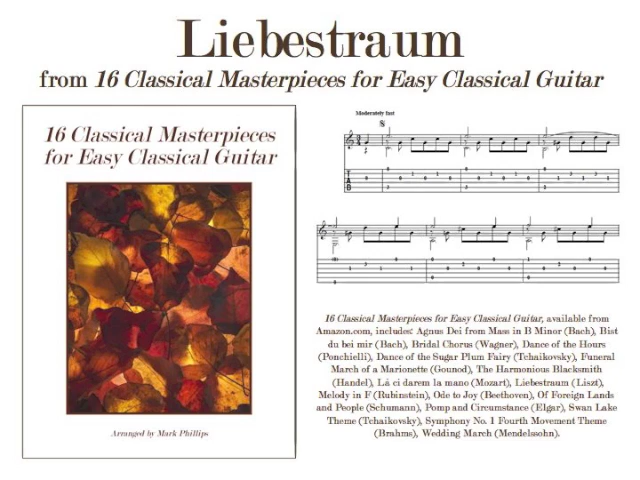 Liebestraum
from 16 Classical Masterpieces for Easy Classical Guitar
16 Classical Masterpieces
for Easy Classical Guitar
Arranged by Mark Phillips
Moderately fast
16 Classical Masterpieces for Easy Classical Guitar, available from
Amazon.com, includes: Agnus Dei from Mass in B Minor (Bach), Bist
du bei mir (Bach), Bridal Chorus (Wagner), Dance of the Hours
(Ponchielli), Dance of the Sugar Plum Fairy (Tchaikovsky), Funeral
March of a Marionette (Gounod), The Harmonious Blacksmith
(Handel), Lá ci darem la mano (Mozart), Liebestraum (Liszt),
Melody in F (Rubinstein), Ode to Joy (Beethoven), Of Foreign Lands
and People (Schumann), Pomp and Circumstance (Elgar), Swan Lake
Theme (Tchaikovsky), Symphony No. 1 Fourth Movement Theme
(Brahms), Wedding March (Mendelssohn).